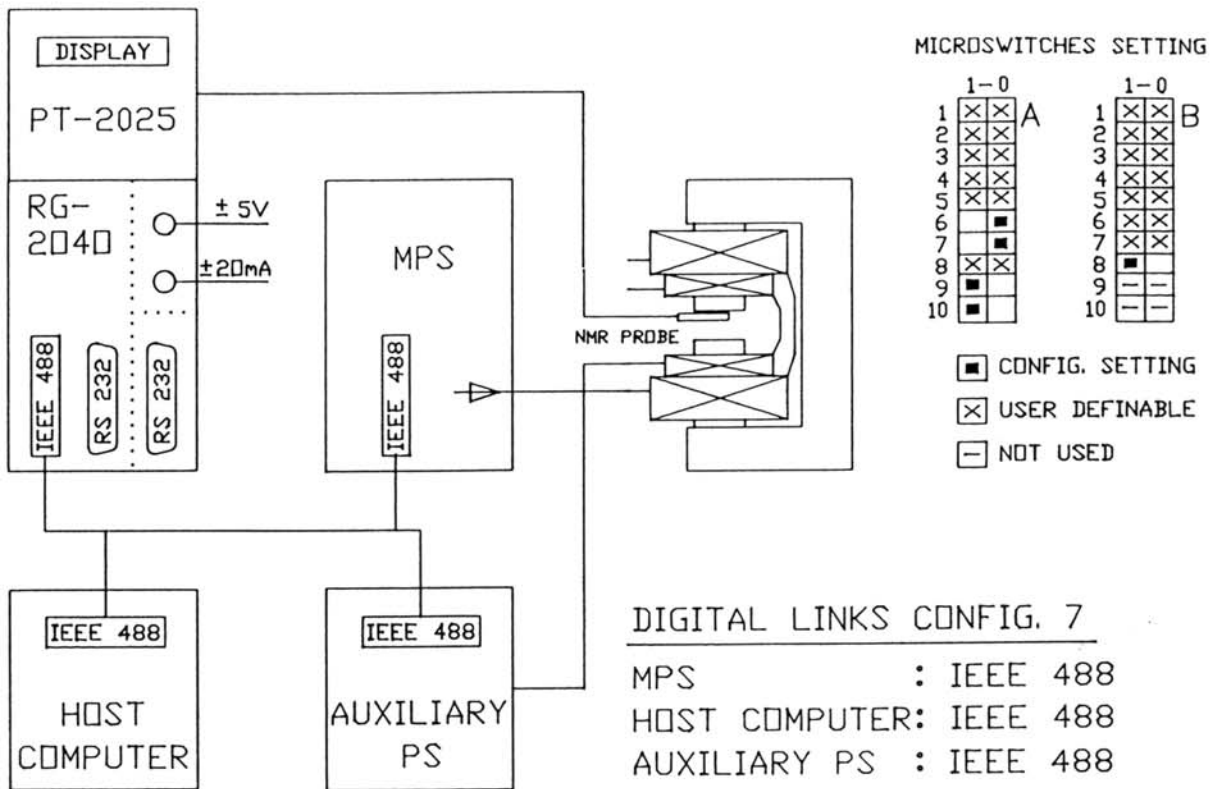 DISPLAY
PT-2025
RG-
2040
± 5V
±20mA
IEEE 488
RS 232
RS 232
MPS
IEEE 488
NMR PROBE
MICROSWITCHES SETTING
1-0
1
2
3
4
5
6
7
8
9
10
A
1-0
1
2
3
4
5
6
7
8
9
10
B
CONFIG. SETTING
USER DEFINABLE
NOT USED
IEEE 488
HOST
COMPUTER
IEEE 488
AUXILIARY
PS
DIGITAL LINKS CONFIG. 7
MPS : IEEE 488
HOST COMPUTER: IEEE 488
AUXILIARY PS : IEEE 488